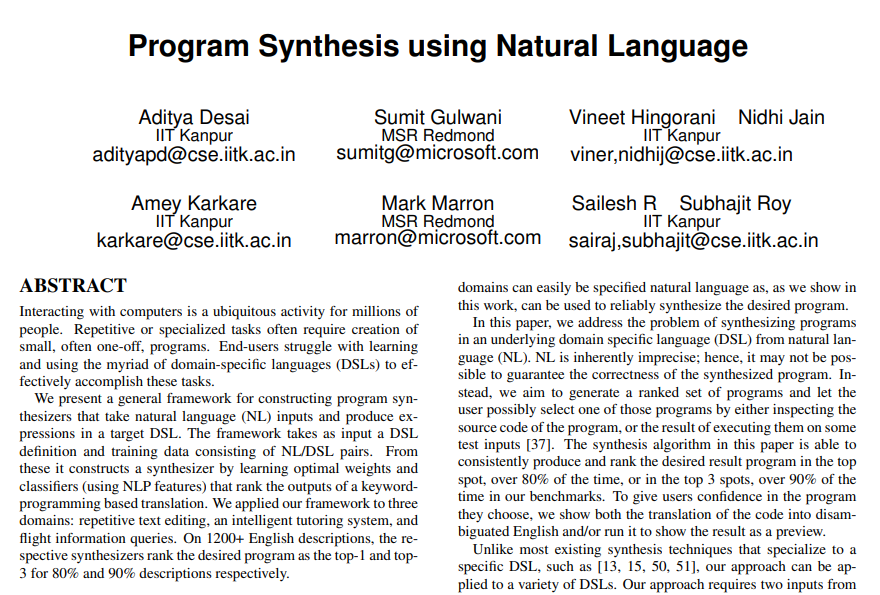 Program Synthesis using Natural Language
Aditya Desai
IIT Kanpur
adityapd@cse.iitk.ac.in
Sumit Gulwani
MSR Redmond
sumitg@microsoft.com
Vineet Hingorani Nidhi Jain
IIT Kanpur
viner,nidhij@cse.iitk.ac.in
Amey Karkare
IIT Kanpur
karkare@cse.iitk.ac.in
Mark Marron
MSR Redmond
marron@microsoft.com
Sailesh R Subhajit Roy
IIT Kanpur
sairaj,subhajit@cse.iitk.ac.in
ABSTRACT
Interacting with computers is a ubiquitous activity for millions of
people. Repetitive or specialized tasks often require creation of
small, often one-off, programs. End-users struggle with learning
and using the myriad of domain-specific languages (DSLs) to ef-
fectively accomplish these tasks.
We present a general framework for constructing program syn-
thesizers that take natural language (NL) inputs and produce ex-
pressions in a target DSL. The framework takes as input a DSL
definition and training data consisting of NL/DSL pairs. From
these it constructs a synthesizer by learning optimal weights and
classifiers (using NLP features) that rank the outputs of a keyword-
programming based translation. We applied our framework to three
domains: repetitive text editing, an intelligent tutoring system, and
flight information queries. On 1200+ English descriptions, the re-
spective synthesizers rank the desired program as the top-1 and top-
3 for 80% and 90% descriptions respectively.
domains can easily be specified natural language as, as we show in
this work, can be used to reliably synthesize the desired program.
In this paper, we address the problem of synthesizing programs
in an underlying domain specific language (DSL) from natural lan-
guage (NL). NL is inherently imprecise; hence, it may not be pos-
sible to guarantee the correctness of the synthesized program. In-
stead, we aim to generate a ranked set of programs and let the
user possibly select one of those programs by either inspecting the
source code of the program, or the result of executing them on some
test inputs [37]. The synthesis algorithm in this paper is able to
consistently produce and rank the desired result program in the top
spot, over 80% of the time, or in the top 3 spots, over 90% of the
time in our benchmarks. To give users confidence in the program
they choose, we show both the translation of the code into disam-
biguated English and/or run it to show the result as a preview.
Unlike most existing synthesis techniques that specialize to a
specific DSL, such as [13, 15, 50, 51], our approach can be ap-
plied to a variety of DSLs. Our approach requires two inputs from